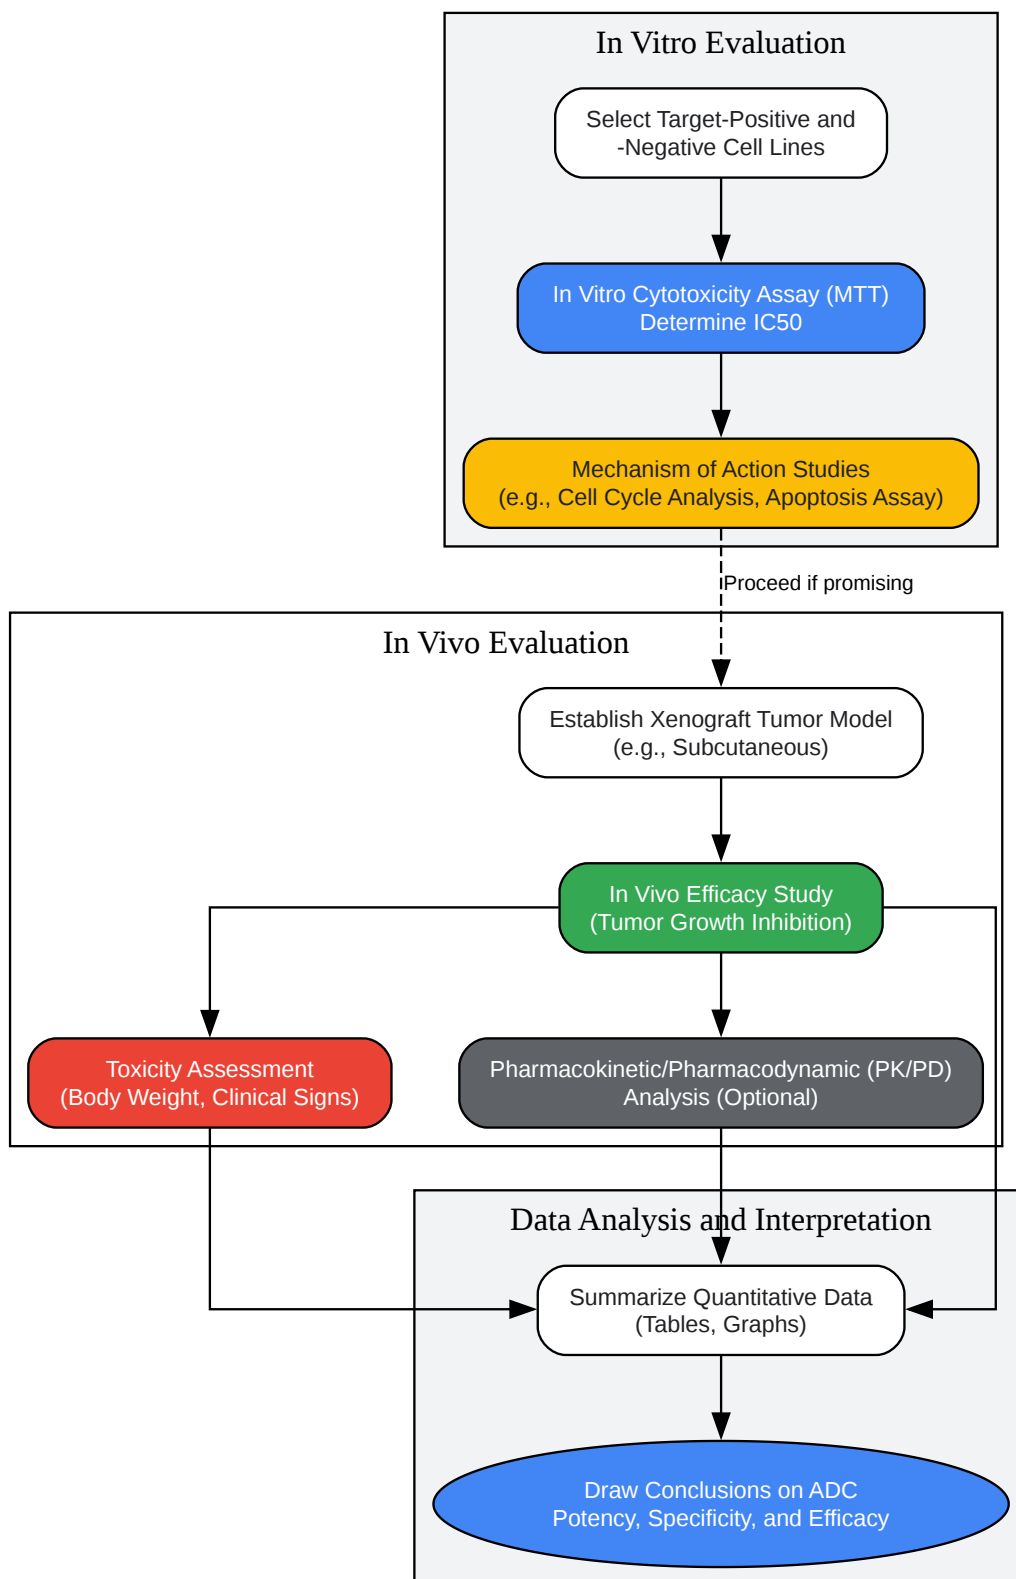 In Vitro Evaluation
Select Target-Positive and
-Negative Cell Lines
In Vitro Cytotoxicity Assay (MTT)
Determine IC50
Mechanism of Action Studies
(e.g., Cell Cycle Analysis, Apoptosis Assay)
Proceed if promising
In Vivo Evaluation
Establish Xenograft Tumor Model
(e.g., Subcutaneous)
In Vivo Efficacy Study
(Tumor Growth Inhibition)
Toxicity Assessment
(Body Weight, Clinical Signs)
Pharmacokinetic/Pharmacodynamic (PK/PD)
Analysis (Optional)
Data Analysis and Interpretation
Summarize Quantitative Data
(Tables, Graphs)
Draw Conclusions on ADC
Potency, Specificity, and Efficacy